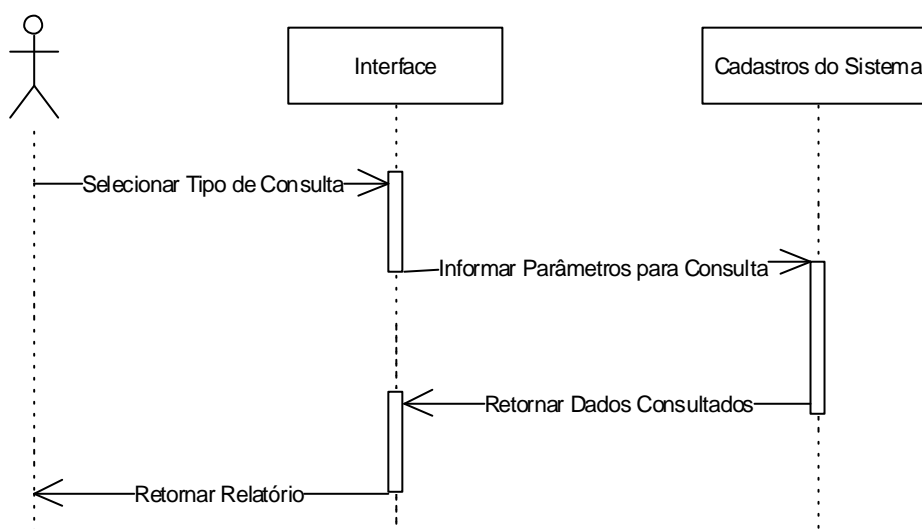 Interface
Cadastros do Sistema
Selecionar Tipo de Consulta
Informar Parâmetros para Consulta
Retornar Dados Consultados
Retornar Relatório